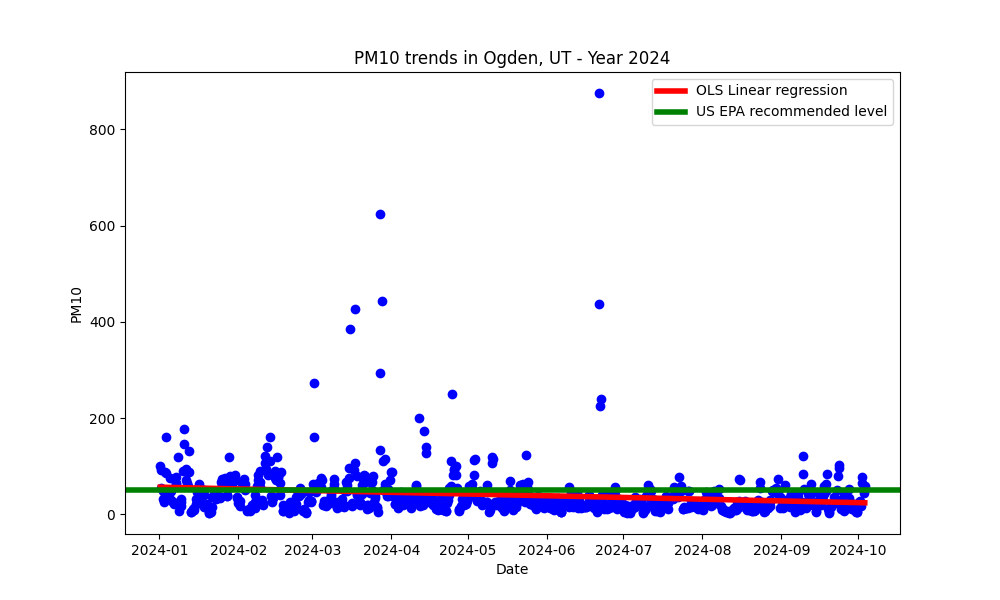 PM10 trends in Ogden, UT - Year 2024
OLS Linear regression
US EPA recommended level
PM10
800
600
400
200
0
2024-01 2024-02 2024-03 2024-04 2024-05 2024-06 2024-07 2024-08 2024-09 2024-10
Date